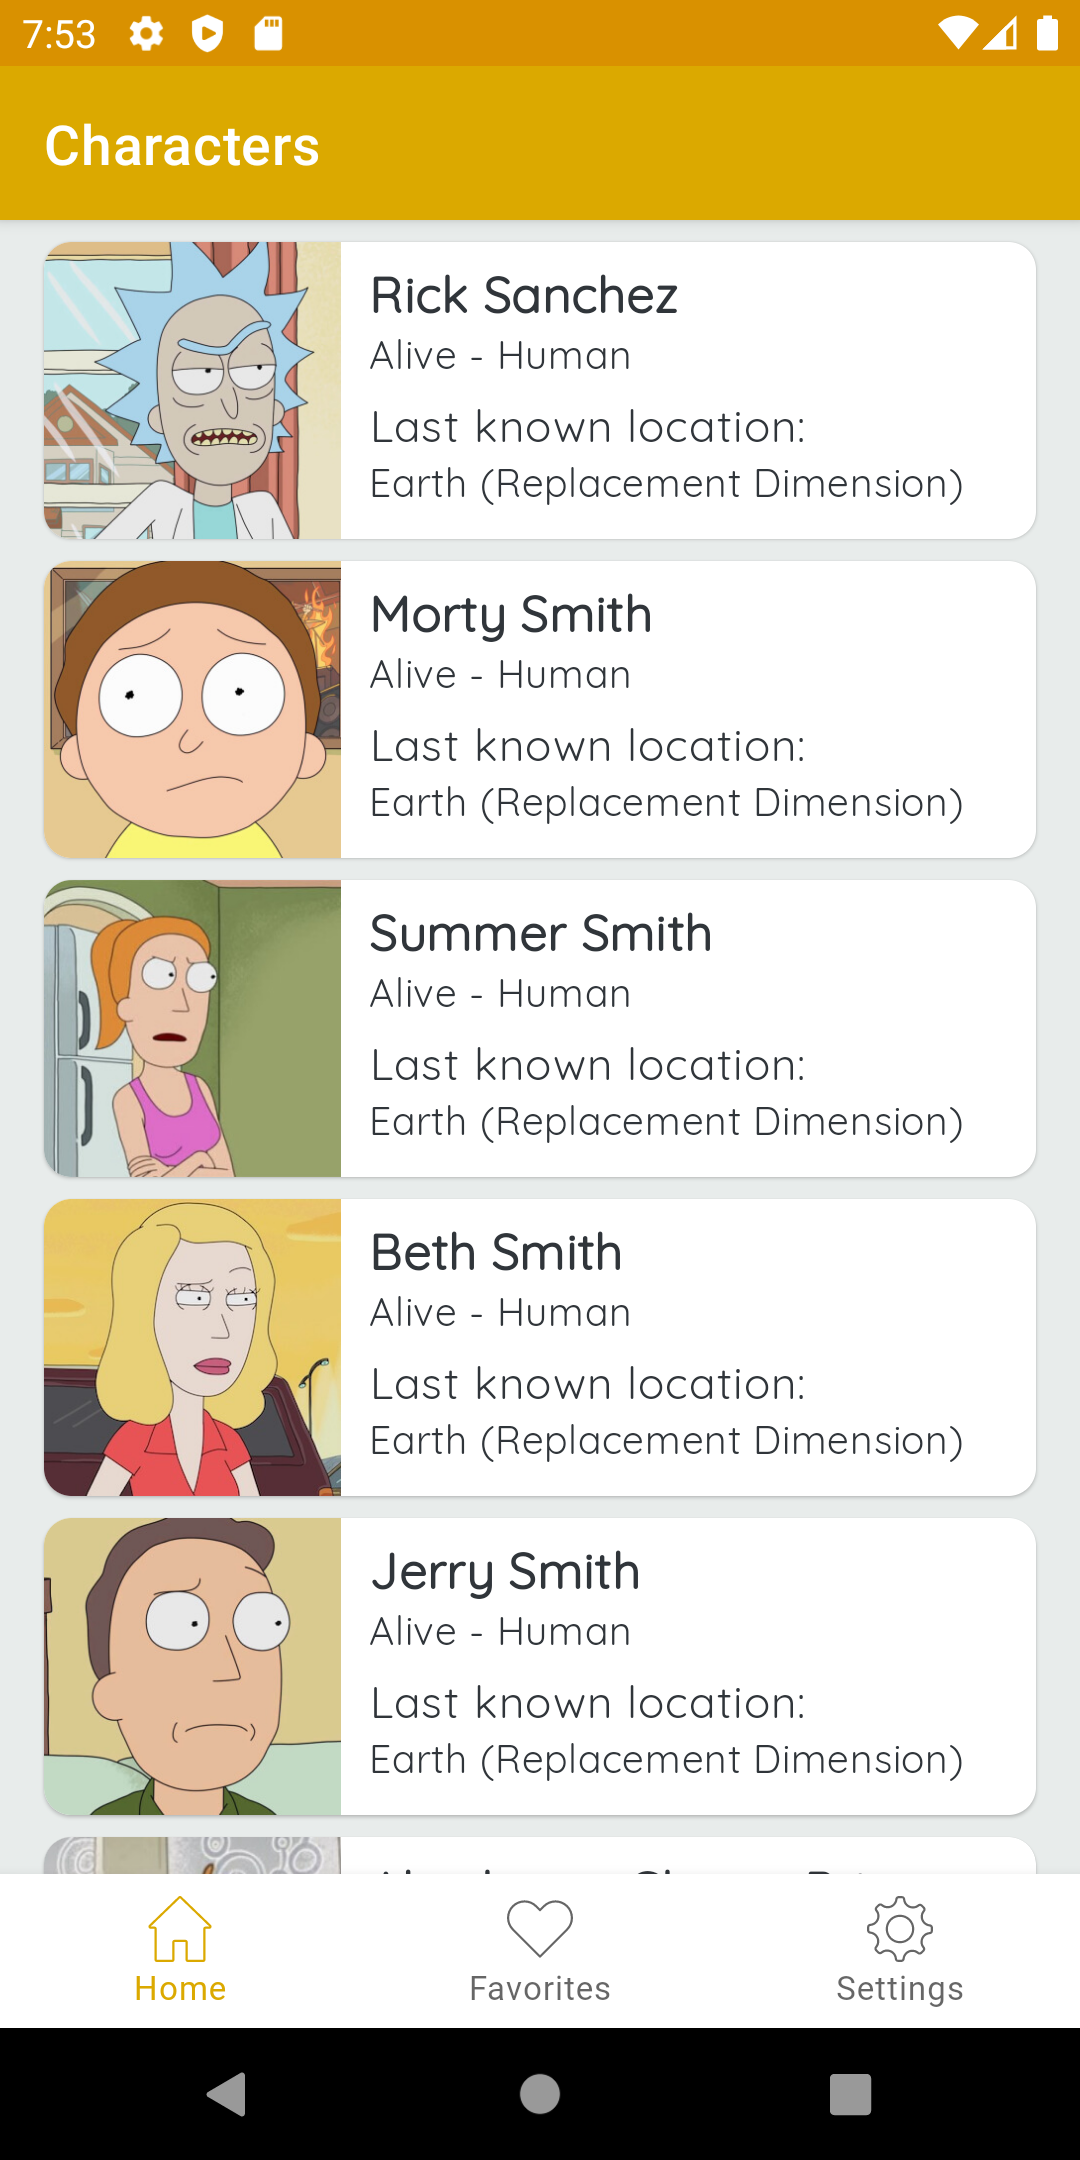 7:53
Characters
Rick Sanchez
Alive - Human
Last known location:
Earth (Replacement Dimension)
Morty Smith
Alive - Human
Last known location:
Earth (Replacement Dimension)
Summer Smith
Alive - Human
Last known location:
Earth (Replacement Dimension)
Beth Smith
Alive - Human
Last known location:
Earth (Replacement Dimension)
Jerry Smith
Alive - Human
Last known location:
Earth (Replacement Dimension)
Home
Favorites
Settings